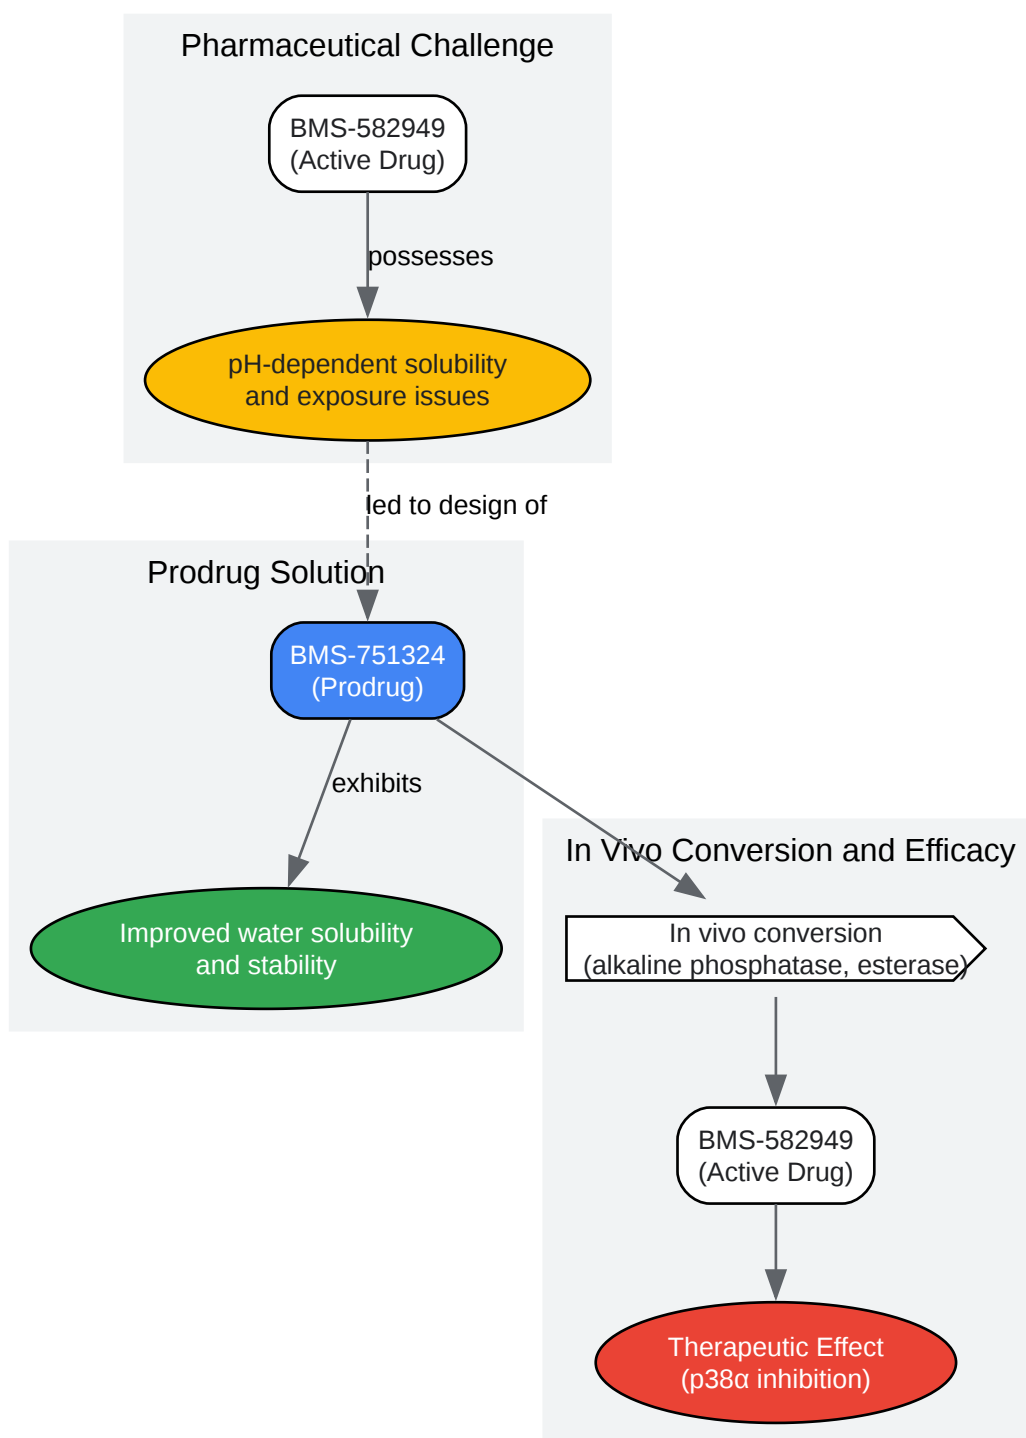 Pharmaceutical Challenge
BMS-582949
(Active Drug)
possesses
pH-dependent solubility
and exposure issues
led to design of
Prodrug Solution
BMS-751324
(Prodrug)
exhibits
Improved water solubility
and stability
In Vivo Conversion and Efficacy
In vivo conversion
(alkaline phosphatase, esterase)
BMS-582949
(Active Drug)
Therapeutic Effect
(p38α inhibition)